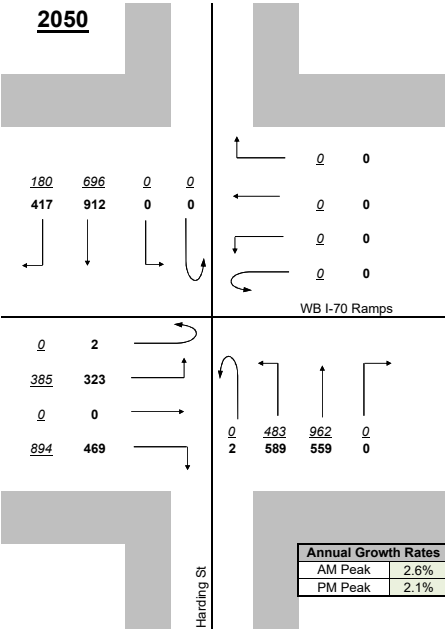 2050
180 696 0 0
417 912 0 0
0 0
0 0
0 0
0 0
WB I-70 Ramps
0 2
385 323
0 0
894 469
0 483 962 0
2 589 559 0
Harding St
Annual Growth Rates
AM Peak 2.6%
PM Peak 2.1%